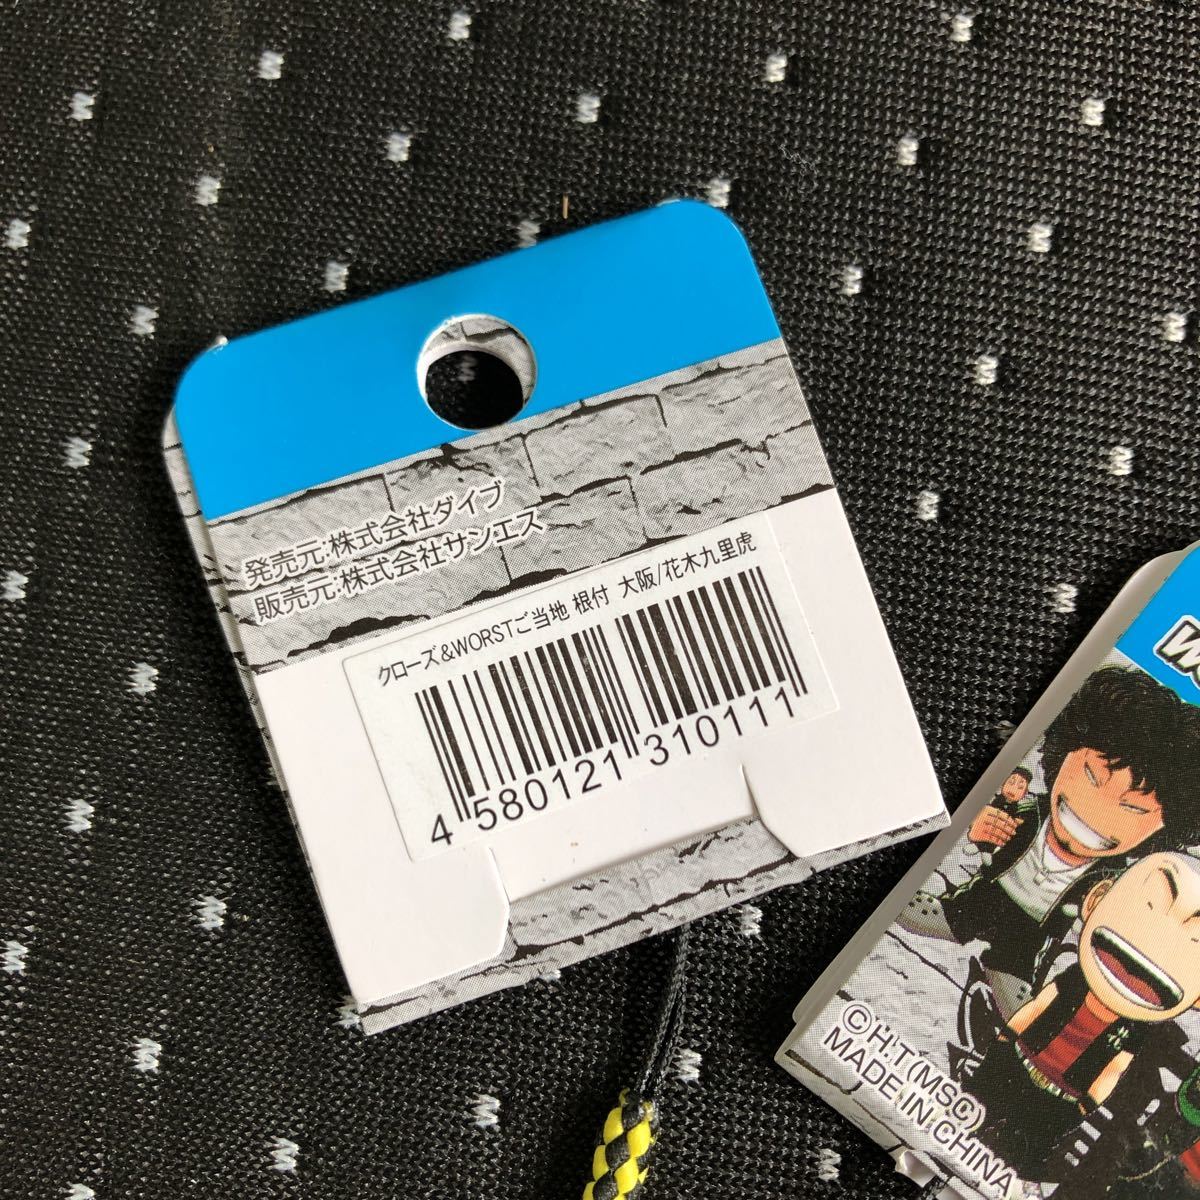 発売元:株式会社ダイブ
販売元:株式会社サンエス
クローズ&WORSTご当地 根付 大阪/花木九里虎
4 580121 310111
©H.T(MSC)
MADE IN CHINA